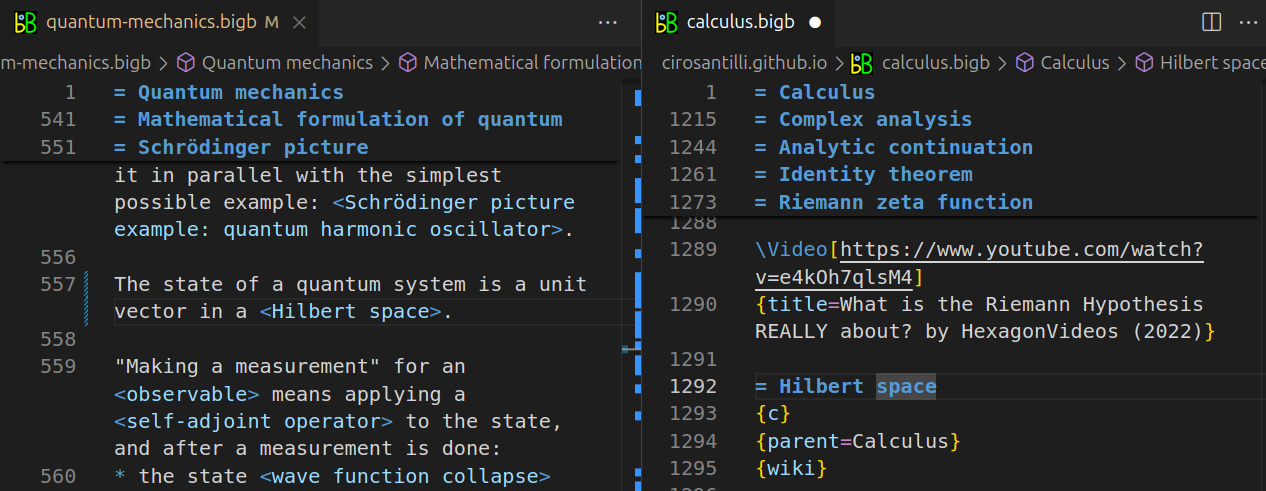 quantum-mechanics.bigb M
m-mechanics.bigb > Quantum mechanics > Mathematical formulation
1 = Quantum mechanics
541 = Mathematical formulation of quantum
551 = Schrödinger picture
it in parallel with the simplest
possible example: <Schrödinger picture
example: quantum harmonic oscillator>.
556
557 The state of a quantum system is a unit
vector in a <Hilbert space>.
558
559 "Making a measurement" for an
<observable> means applying a
<self-adjoint operator> to the state,
and after a measurement is done:
560 * the state <wave function collapse>
calculus.bigb
cirosantilli.github.io > calculus.bigb > Calculus > Hilbert space
1 = Calculus
1215 = Complex analysis
1244 = Analytic continuation
1261 = Identity theorem
1273 = Riemann zeta function
1288
1289 \Video[https://www.youtube.com/watch?
v=e4kOh7qlsM4]
1290 {title=What is the Riemann Hypothesis
REALLY about? by HexagonVideos (2022)}
1291
1292 = Hilbert space
1293 {c}
1294 {parent=Calculus}
1295 {wiki}
1296